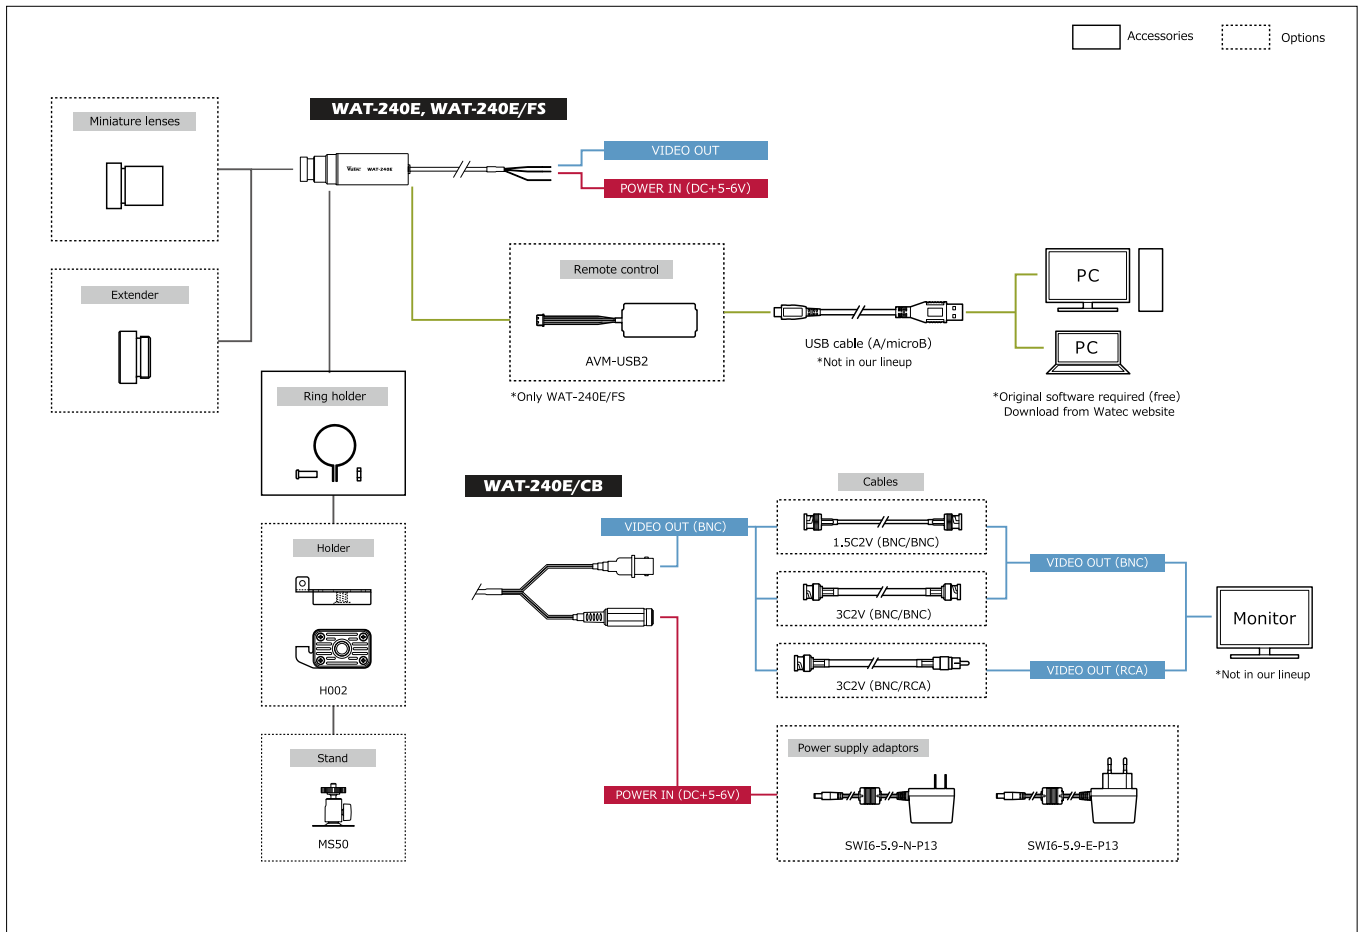 Accessories
Options
WAT-240E, WAT-240E/FS
Miniature lenses
Watec WAT-240E
VIDEO OUT
POWER IN (DC+5-6V)
Extender
Remote control
AVM-USB2
*Only WAT-240E/FS
USB cable (A/microB)
*Not in our lineup
PC
PC
*Original software required (free)
Download from Watec website
Ring holder
WAT-240E/CB
Cables
VIDEO OUT (BNC)
1.5C2V (BNC/BNC)
3C2V (BNC/BNC)
3C2V (BNC/RCA)
VIDEO OUT (BNC)
VIDEO OUT (RCA)
Monitor
*Not in our lineup
Holder
H002
Stand
MS50
POWER IN (DC+5-6V)
Power supply adaptors
SWI6-5.9-N-P13
SWI6-5.9-E-P13